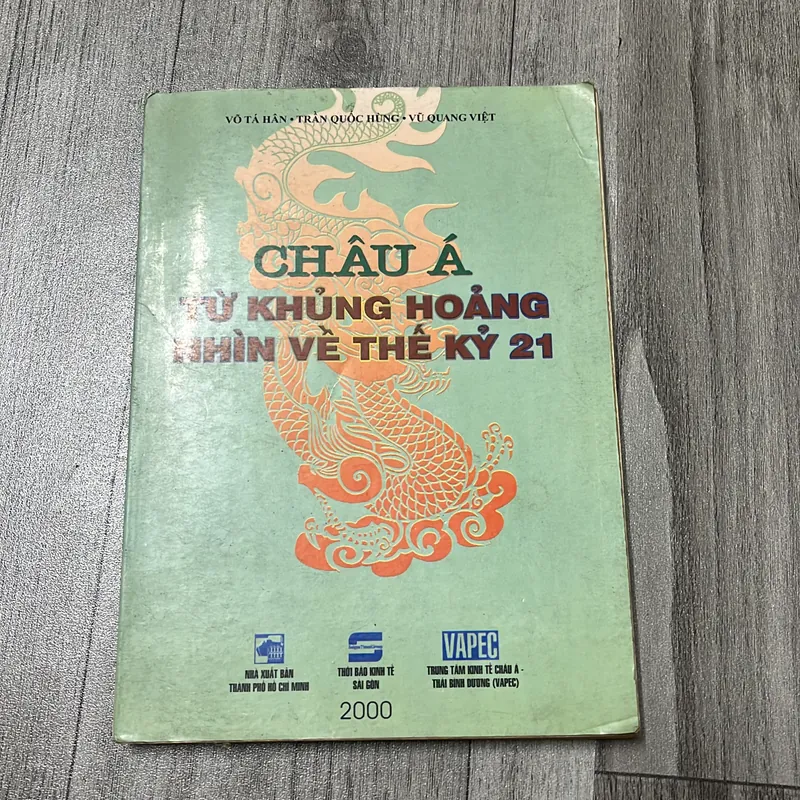 VÕ TÁ HÂN • TRẦN QUỐC HÙNG • VŨ QUANG VIỆT
CHÂU Á
TỪ KHỦNG HOẢNG
NHÌN VỀ THẾ KỶ 21
SaigonTimesGroup
VAPEC
NHÀ XUẤT BẢN
THÀNH PHỐ HỒ CHÍ MINH
THỜI BÁO KINH TẾ
SÀI GÒN
TRUNG TÂM KINH TẾ CHÂU Á -
THÁI BÌNH DƯƠNG (VAPEC)
2000